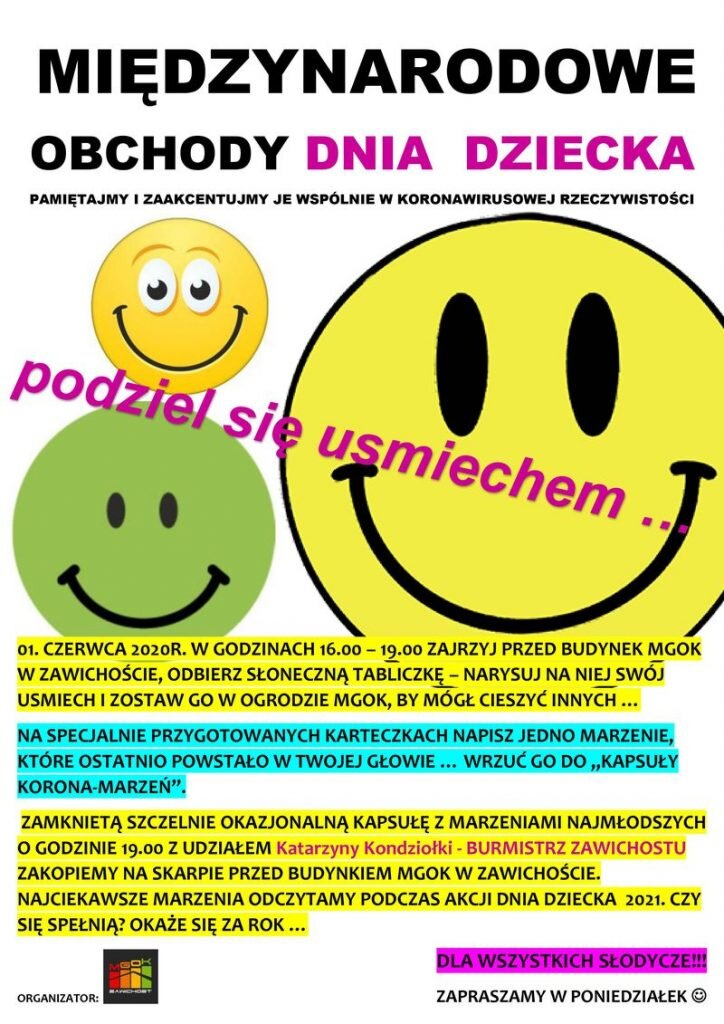 MIĘDZYNARODOWE
OBCHODY DNIA DZIECKA
PAMIĘTAJMY I ZAAKCENTUJMY JE WSPÓLNIE W KORONAWIRUSOWEJ RZECZYWISTOŚCI
podziel się usmiechem ...
01. CZERWCA 2020R. W GODZINACH 16.00 – 19.00 ZAJRZYJ PRZED BUDYNEK MGOK
W ZAWICHOŚCIE, ODBIERZ SŁONECZNĄ TABLICZKĘ – NARYSUJ NA NIEJ SWÓJ
USMIECH I ZOSTAW GO W OGRODZIE MGOK, BY MÓGŁ CIESZYĆ INNYCH ...
NA SPECJALNIE PRZYGOTOWANYCH KARTECZKACH NAPISZ JEDNO MARZENIE,
KTÓRE OSTATNIO POWSTAŁO W TWOJEJ GŁOWIE ... WRZUĆ GO DO „KAPSUŁY
KORONA-MARZEŃ”.
ZAMKNIETĄ SZCZELNIE OKAZJONALNĄ KAPSUŁĘ Z MARZENIAMI NAJMŁODSZYCH
O GODZINIE 19.00 Z UDZIAŁEM Katarzyny Kondziołki - BURMISTRZ ZAWICHOSTU
ZAKOPIEMY NA SKARPIE PRZED BUDYNKIEM MGOK W ZAWICHOŚCIE.
NAJCIEKAWSZE MARZENIA ODCZYTAMY PODCZAS AKCJI DNIA DZIECKA 2021. CZY
SIĘ SPEŁNIĄ? OKAŻE SIĘ ZA ROK ...
DLA WSZYSTKICH SŁODYCZE!!!
ORGANIZATOR:
MGOK
ZAWICHOST
ZAPRASZAMY W PONIEDZIAŁEK ☺